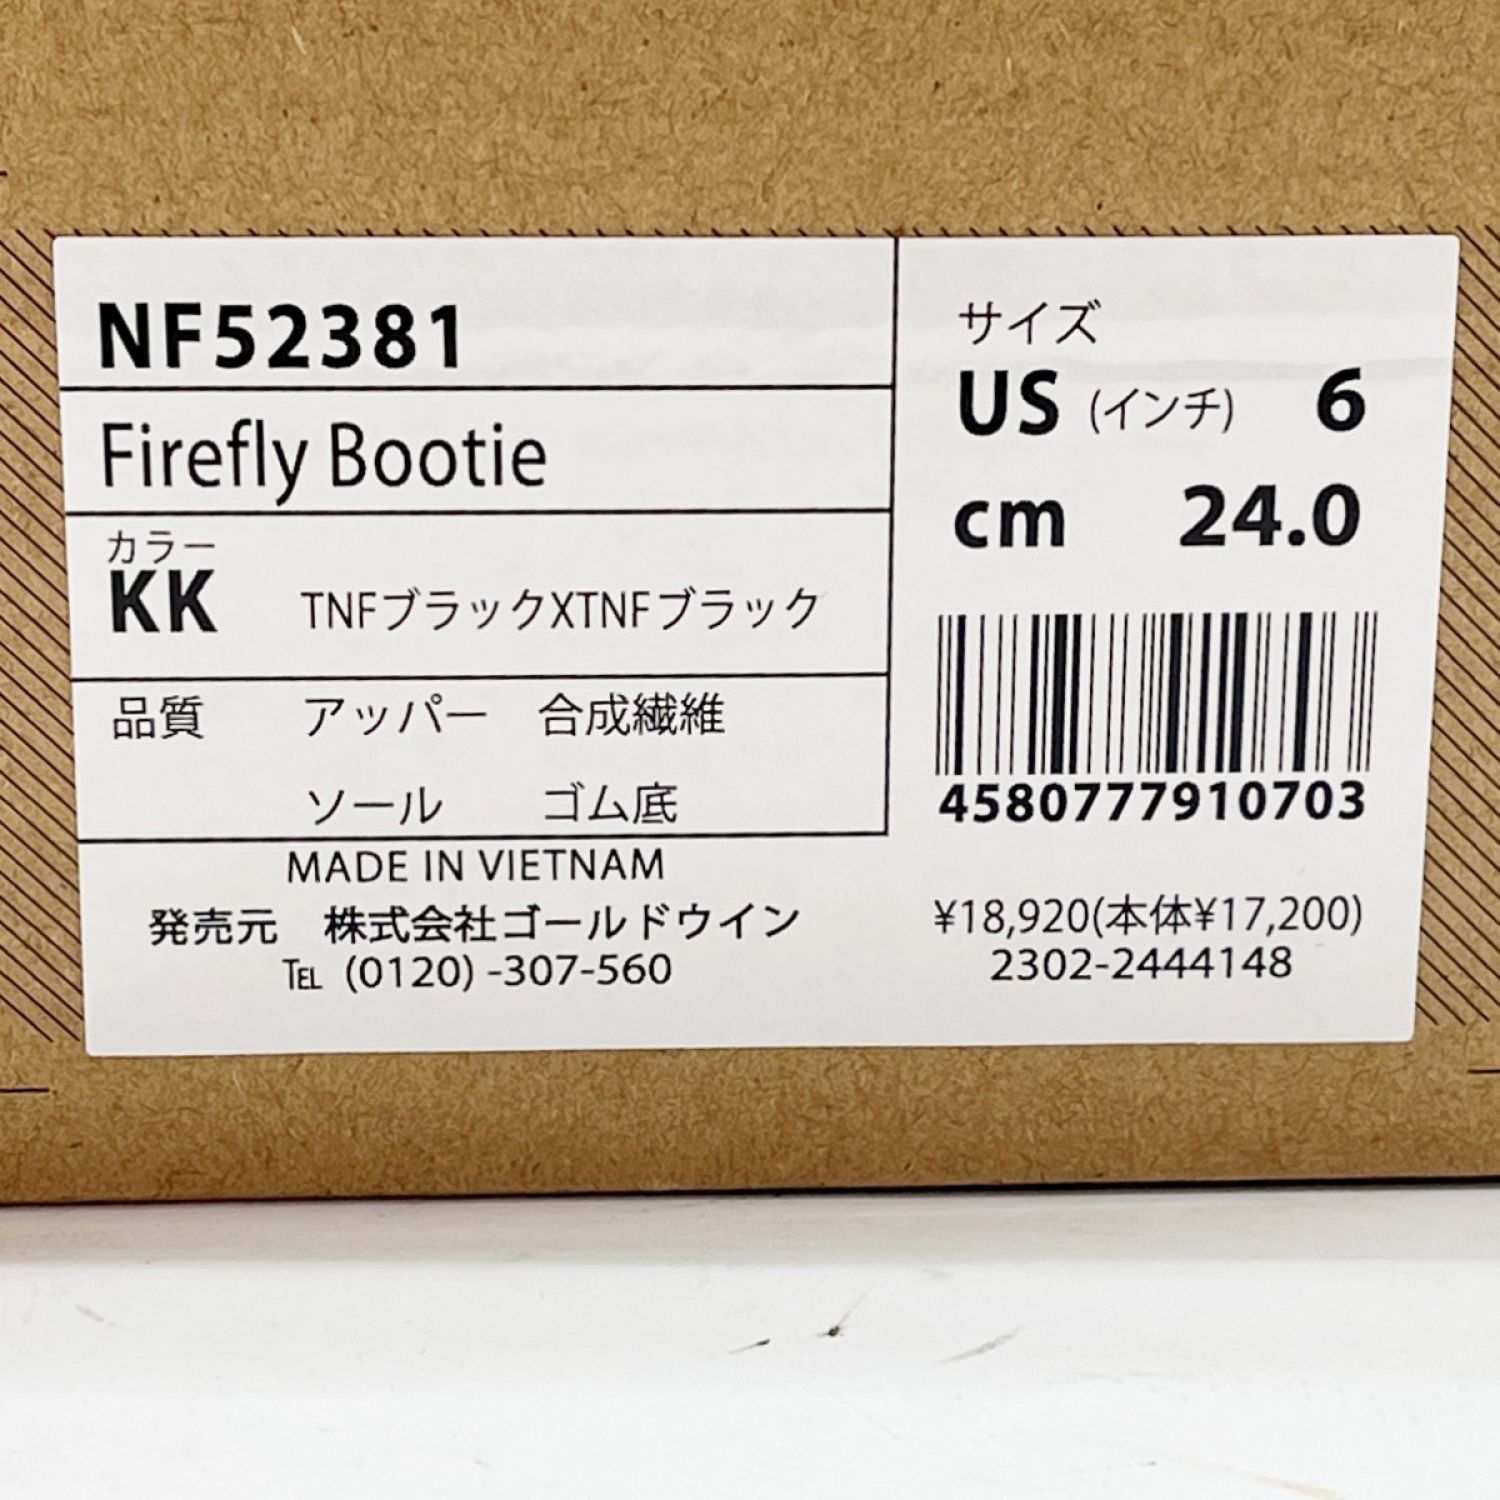 NF52381
Firefly Bootie
カラー
KK TNFブラックXTNFブラック
品質 アッパー 合成繊維
ソール ゴム底
MADE IN VIETNAM
発売元 株式会社ゴールドウイン
TEL (0120) -307-560
サイズ
US (インチ) 6
cm 24.0
4580777910703
¥18,920(本体¥17,200)
2302-2444148